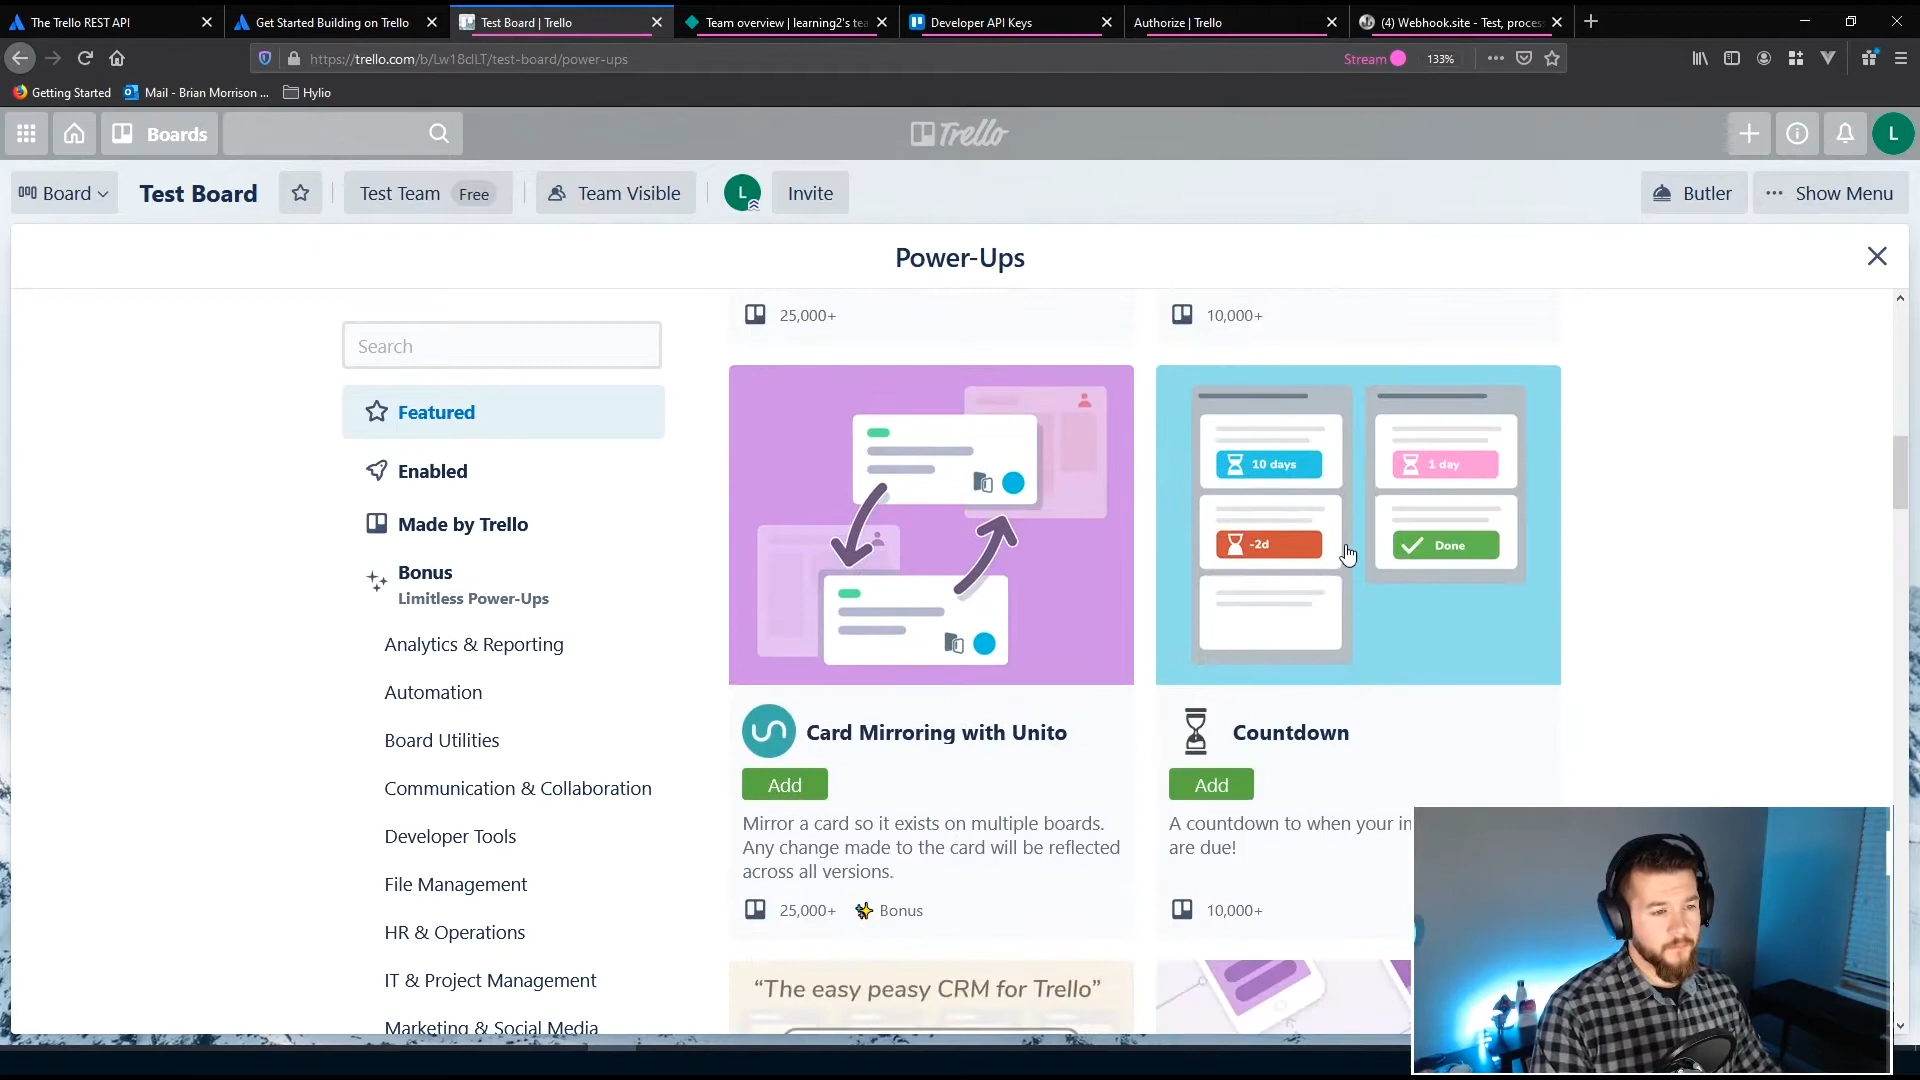 The Trello REST API
Get Started Building on Trello
Test Board | Trello
Team overview | learning2's tea
Developer API Keys
Authorize | Trello
(4) Webhook.site - Test, proces
https://trello.com/b/Lw18clLT/test-board/power-ups
Stream
133%
Getting Started
Mail - Brian Morrison ...
Hylio
Boards
Trello
L
Board
Test Board
Test Team Free
Team Visible
L
Invite
Butler
Show Menu
Power-Ups
Search
Featured
Enabled
Made by Trello
Bonus
Limitless Power-Ups
Analytics & Reporting
Automation
Board Utilities
Communication & Collaboration
Developer Tools
File Management
HR & Operations
IT & Project Management
Marketing & Social Media
25,000+
10,000+
10 days
1 day
-2d
Done
Card Mirroring with Unito
Add
Mirror a card so it exists on multiple boards.
Any change made to the card will be reflected
across all versions.
25,000+
Bonus
Countdown
Add
A countdown to when your in
are due!
10,000+
“The easy peasy CRM for Trello”